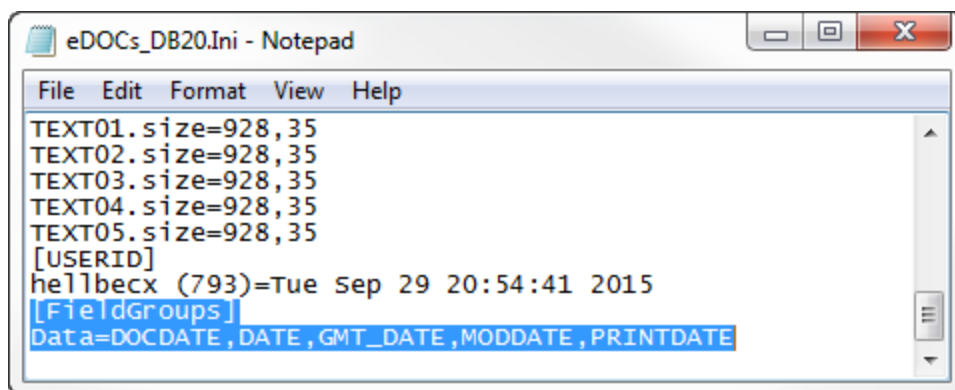 eDOCs_DB20.Ini - Notepad
File Edit Format View Help
TEXT01.size=928,35
TEXT02.size=928,35
TEXT03.size=928,35
TEXT04.size=928,35
TEXT05.size=928,35
[USERID]
hellbecx (793)=Tue Sep 29 20:54:41 2015
[FieldGroups]
Data=DOCDATE,DATE,GMT_DATE,MODDATE,PRINTDATE